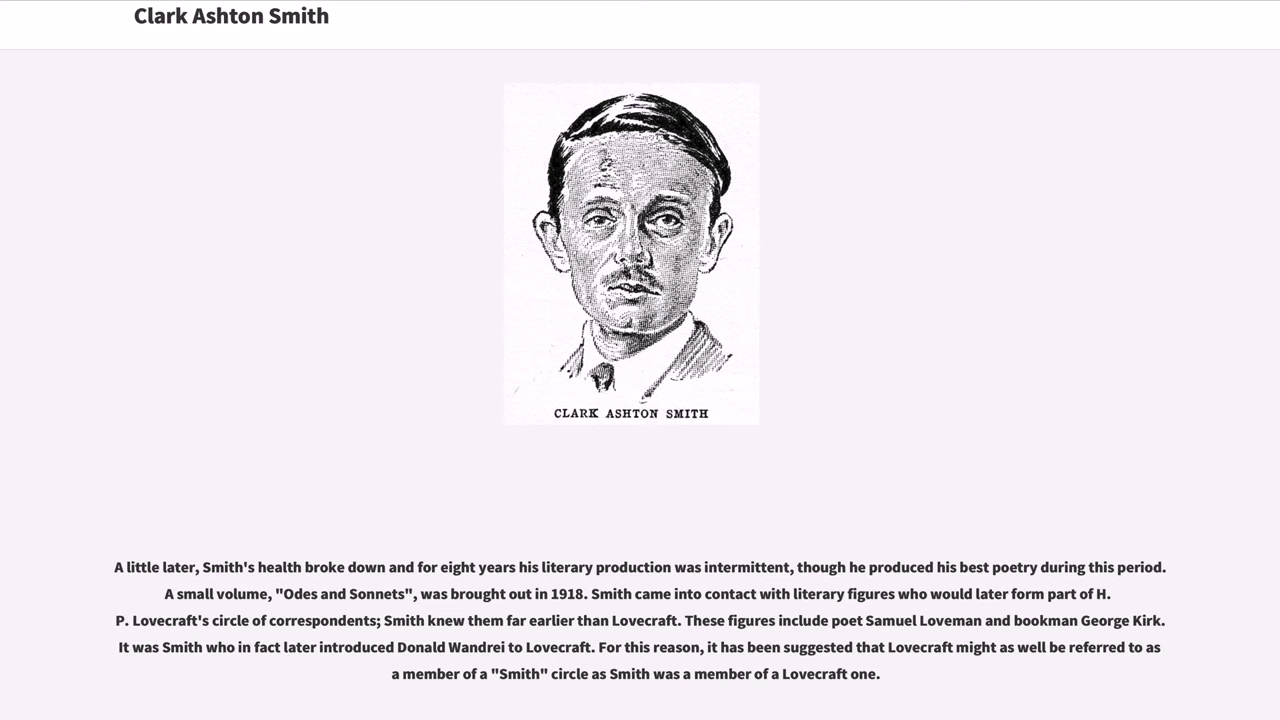 Clark Ashton Smith
CLARK ASHTON SMITH
A little later, Smith's health broke down and for eight years his literary production was intermittent, though he produced his best poetry during this period.
A small volume, "Odes and Sonnets", was brought out in 1918. Smith came into contact with literary figures who would later form part of H.
P. Lovecraft's circle of correspondents; Smith knew them far earlier than Lovecraft. These figures include poet Samuel Loveman and bookman George Kirk.
It was Smith who in fact later introduced Donald Wandrei to Lovecraft. For this reason, it has been suggested that Lovecraft might as well be referred to as
a member of a "Smith" circle as Smith was a member of a Lovecraft one.